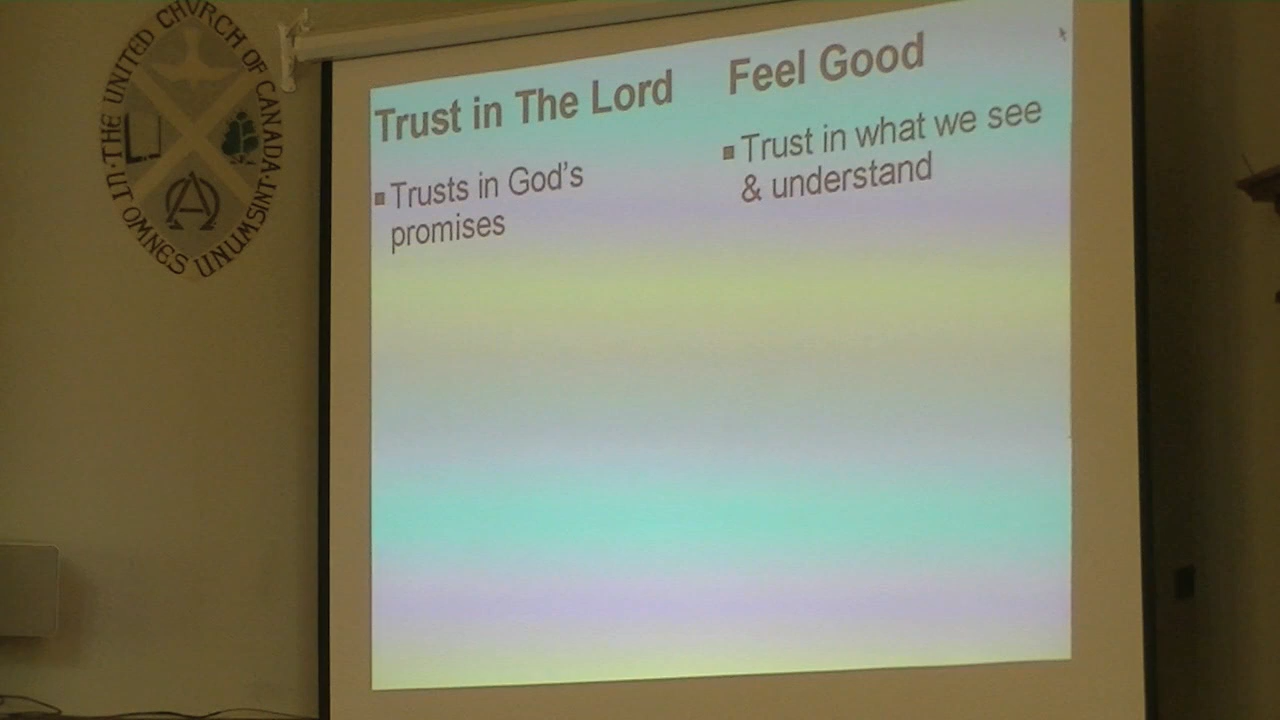 THE UNITED CHVRCH OF CANADA
UT OMNES UNUM SINT
Α Ω
Trust in The Lord
▪ Trusts in God's
promises
Feel Good
▪ Trust in what we see
& understand